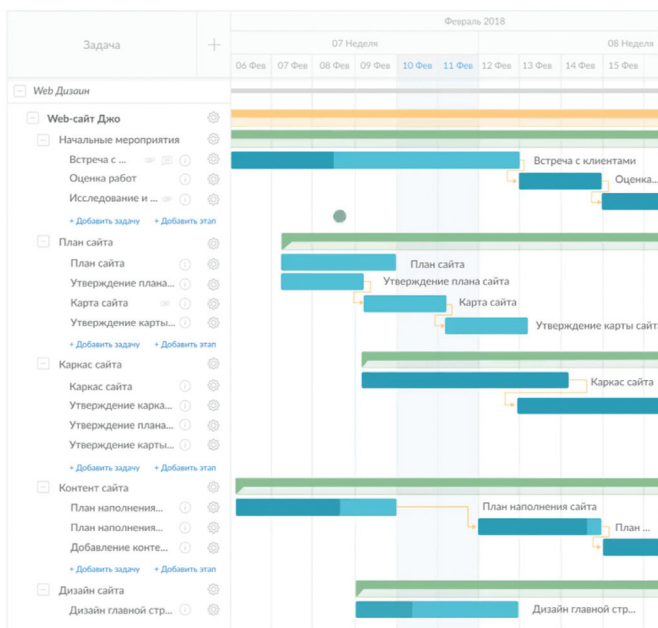 Февраль 2018
Задача +
07 Неделя 08 Неделя
06 Фев 07 Фев 08 Фев 09 Фев 10 Фев 11 Фев 12 Фев 13 Фев 14 Фев 15 Фев
Web Дизайн
Web-сайт Джо
Начальные мероприятия
Встреча с ... Встреча с клиентами
Оценка работ Оценка...
Исследование и ...
+ Добавить задачу + Добавить этап
План сайта
План сайта План сайта
Утверждение плана... Утверждение плана сайта
Карта сайта Карта сайта
Утверждение карты... Утверждение карты сайт
+ Добавить задачу + Добавить этап
Каркас сайта
Каркас сайта Каркас сайта
Утверждение карка...
Утверждение плана...
Утверждение карты...
+ Добавить задачу + Добавить этап
Контент сайта
План наполнения... План наполнения сайта
План наполнения... План ...
Добавление конте...
+ Добавить задачу + Добавить этап
Дизайн сайта
Дизайн главной стр... Дизайн главной стр...